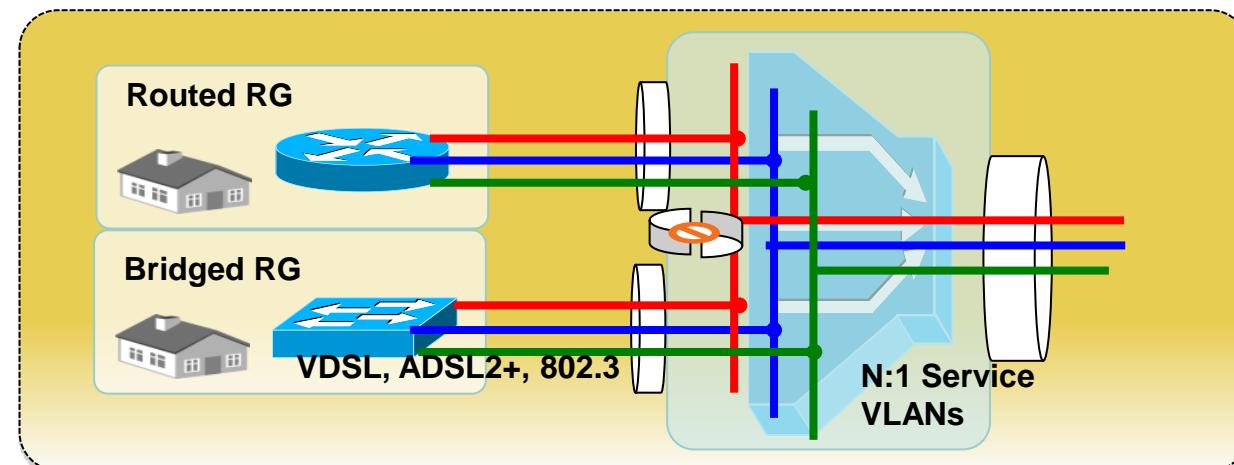 Routed RG
Bridged RG
VDSL, ADSL2+, 802.3
N:1 Service
VLANs